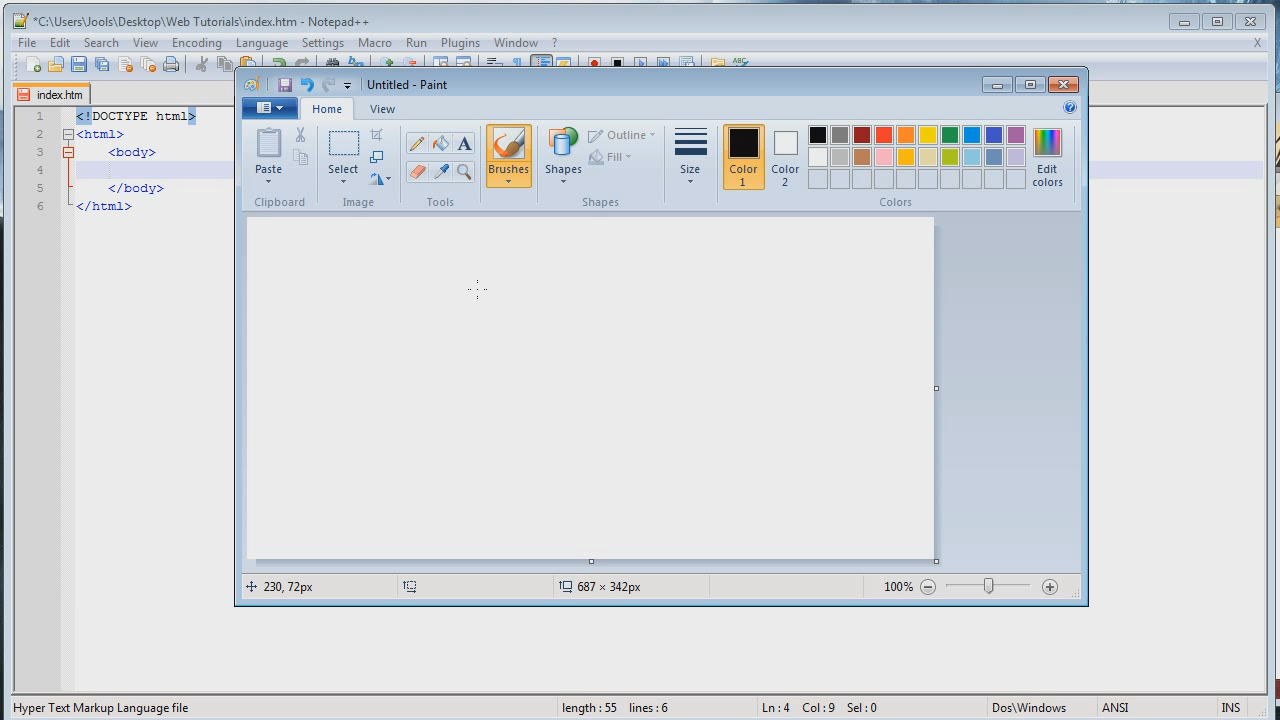 *C:\Users\Jools\Desktop\Web Tutorials\index.htm - Notepad++
File Edit Search View Encoding Language Settings Macro Run Plugins Window ? X
index.htm
Untitled - Paint
Home View
Paste
Select
Brushes
Shapes
Outline
Fill
Size
Color 1
Color 2
Edit colors
Clipboard Image Tools Shapes Colors
1 <!DOCTYPE html>
2 <html>
3 <body>
4
5 </body>
6 </html>
230, 72px 687 × 342px 100%
Hyper Text Markup Language file length : 55 lines : 6 Ln : 4 Col : 9 Sel : 0 Dos\Windows ANSI INS